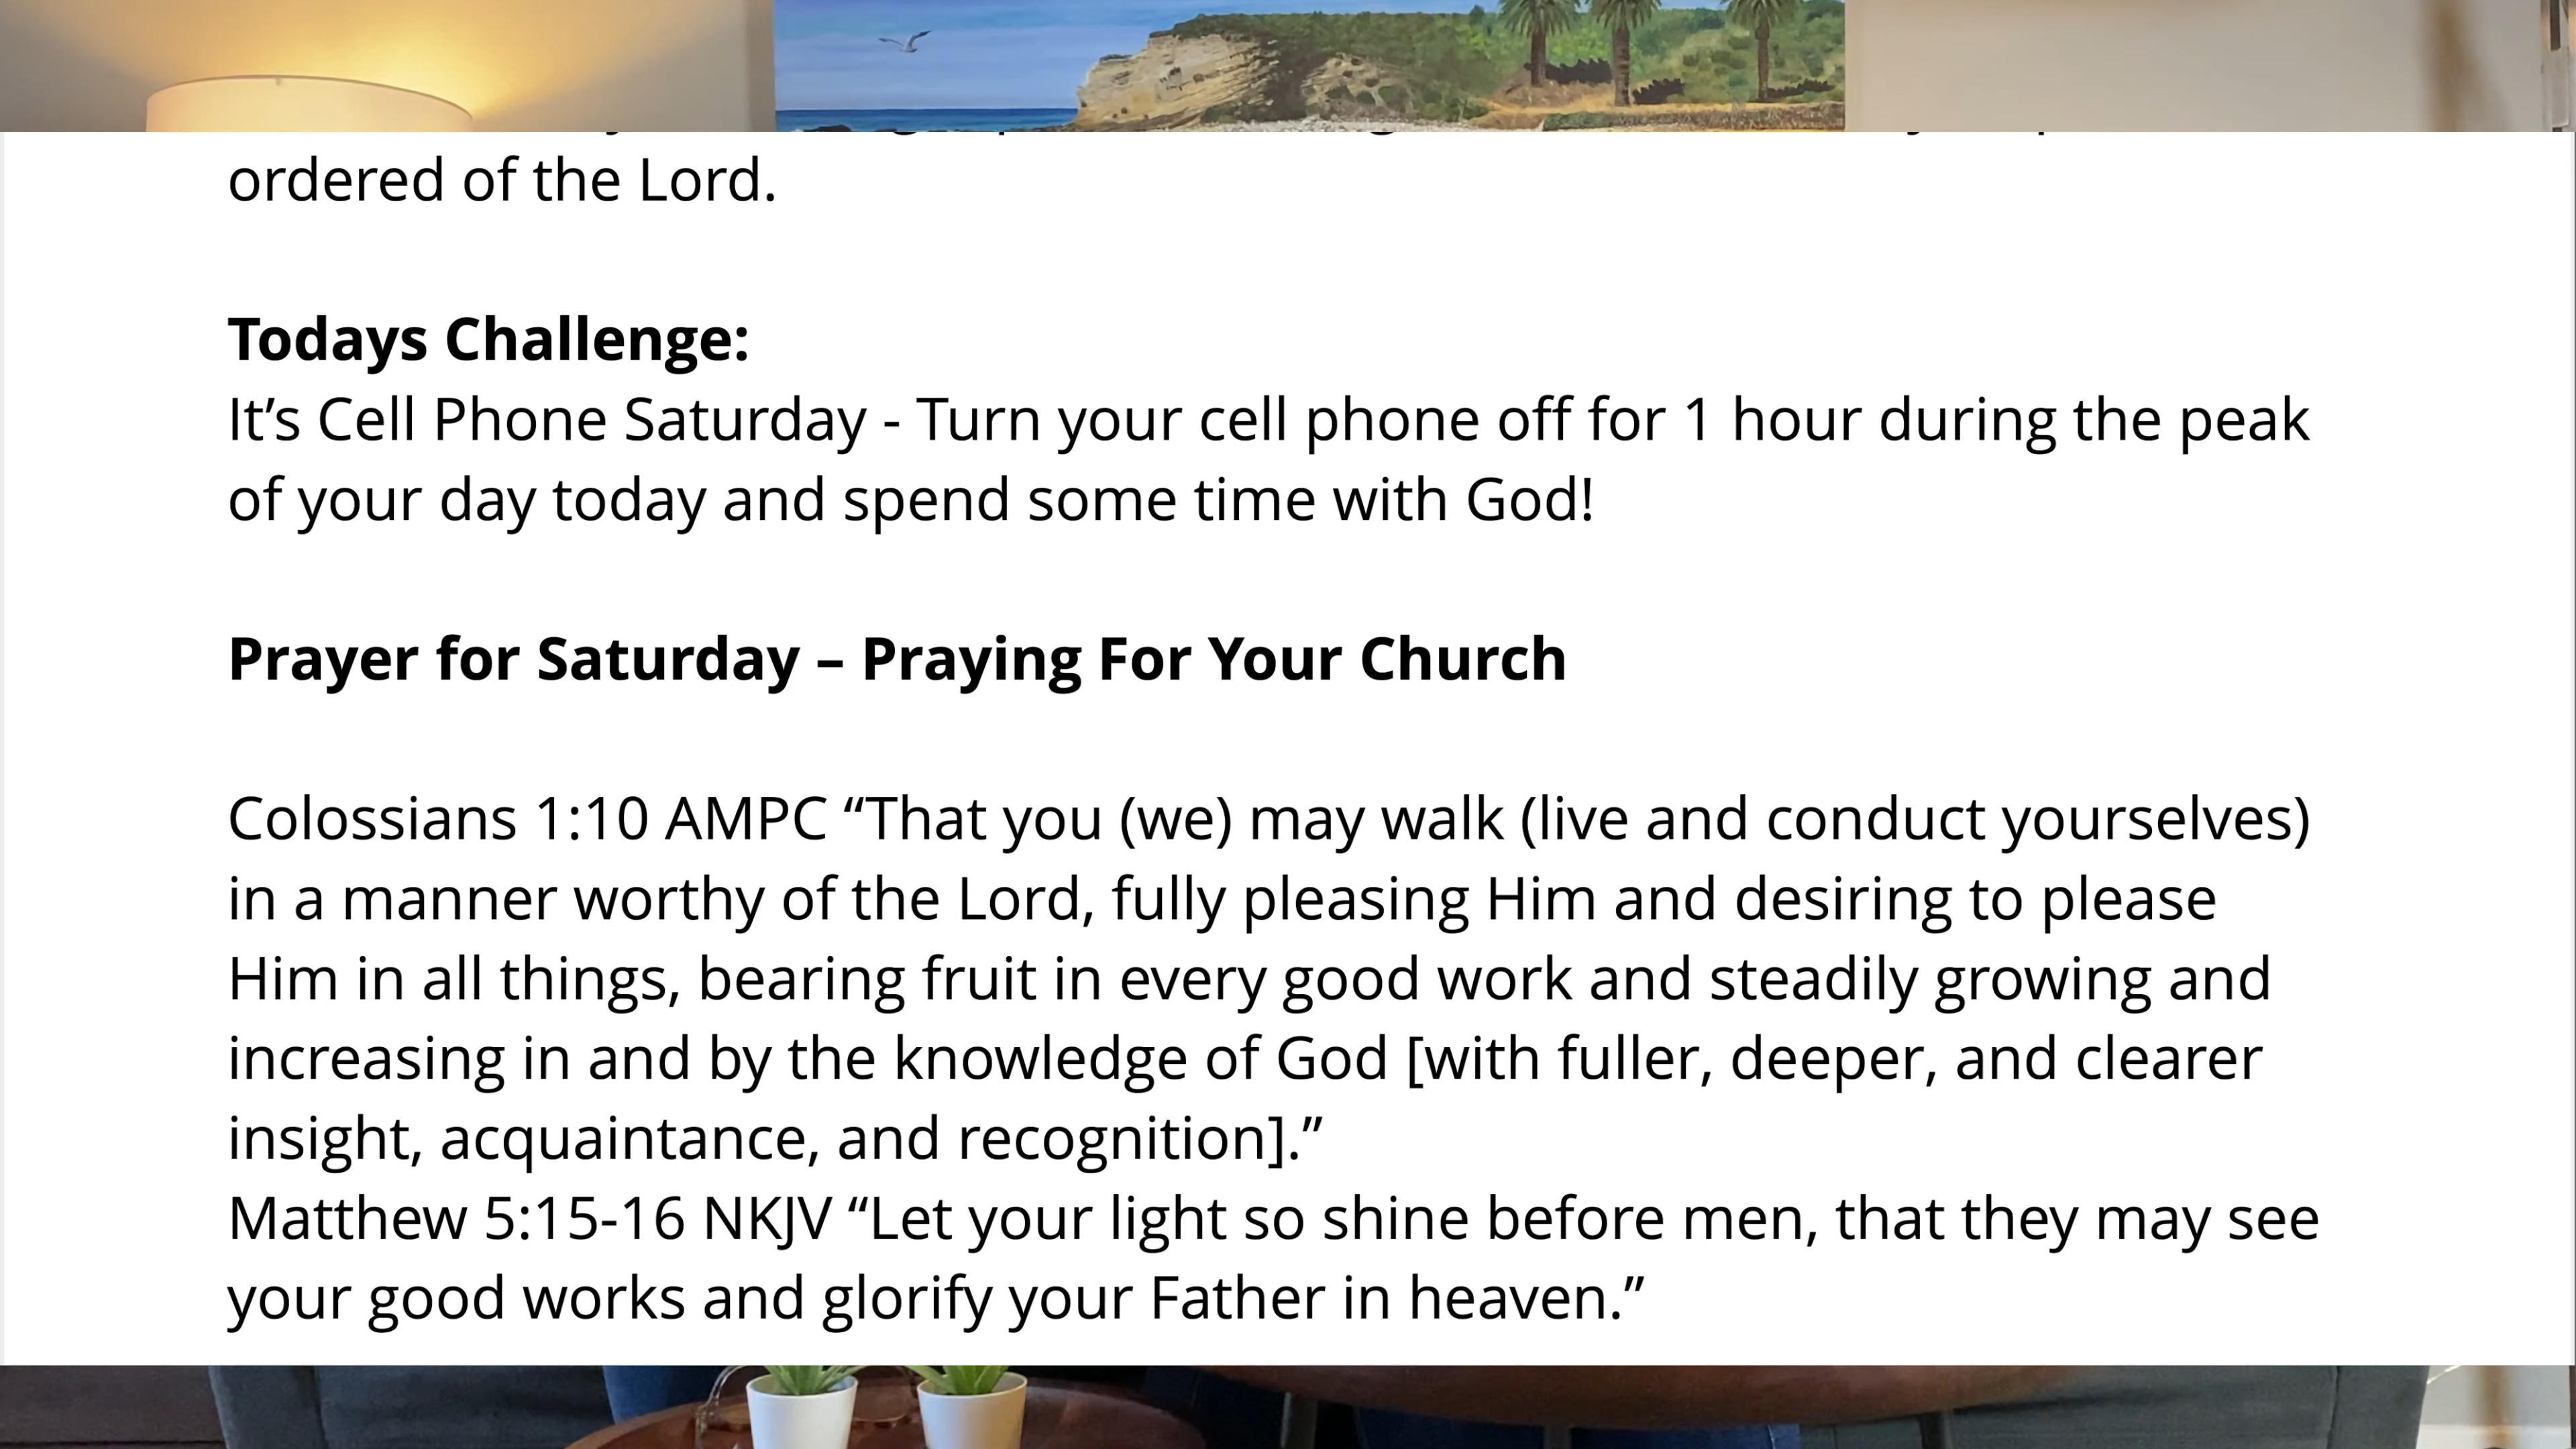 ordered of the Lord.
Todays Challenge:
It’s Cell Phone Saturday - Turn your cell phone off for 1 hour during the peak
of your day today and spend some time with God!
Prayer for Saturday – Praying For Your Church
Colossians 1:10 AMPC “That you (we) may walk (live and conduct yourselves)
in a manner worthy of the Lord, fully pleasing Him and desiring to please
Him in all things, bearing fruit in every good work and steadily growing and
increasing in and by the knowledge of God [with fuller, deeper, and clearer
insight, acquaintance, and recognition].”
Matthew 5:15-16 NKJV “Let your light so shine before men, that they may see
your good works and glorify your Father in heaven.”